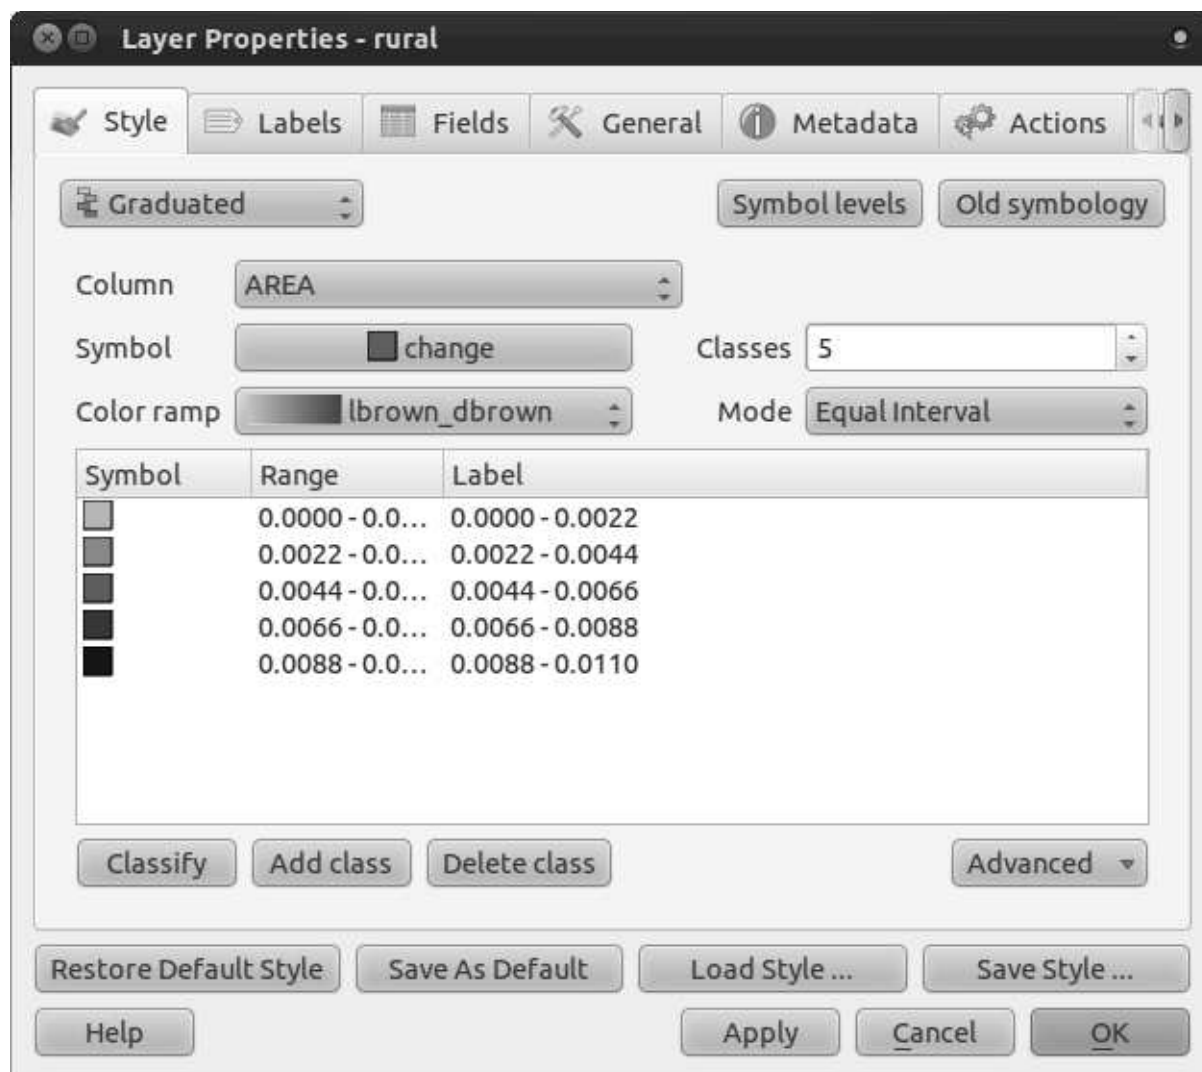 Layer Properties - rural
Style Labels Fields General Metadata Actions
Graduated Symbol levels Old symbology
Column AREA
Symbol change Classes 5
Color ramp lbrown_dbrown Mode Equal Interval
Symbol Range Label
0.0000 - 0.0... 0.0000 - 0.0022
0.0022 - 0.0... 0.0022 - 0.0044
0.0044 - 0.0... 0.0044 - 0.0066
0.0066 - 0.0... 0.0066 - 0.0088
0.0088 - 0.0... 0.0088 - 0.0110
Classify Add class Delete class Advanced
Restore Default Style Save As Default Load Style ... Save Style ...
Help Apply Cancel OK